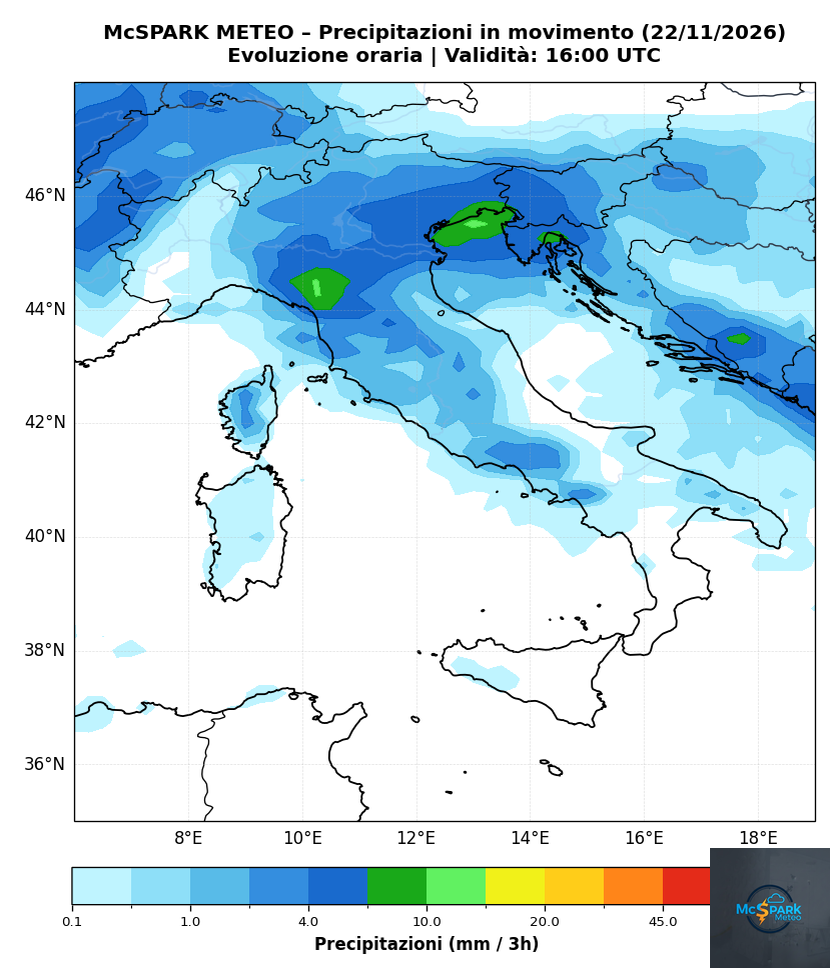 McSPARK METEO – Precipitazioni in movimento (22/11/2026)
Evoluzione oraria | Validità: 16:00 UTC
46°N
44°N
42°N
40°N
38°N
36°N
8°E 10°E 12°E 14°E 16°E 18°E
0.1 1.0 4.0 10.0 20.0 45.0
Precipitazioni (mm / 3h)
McSPARK
Meteo